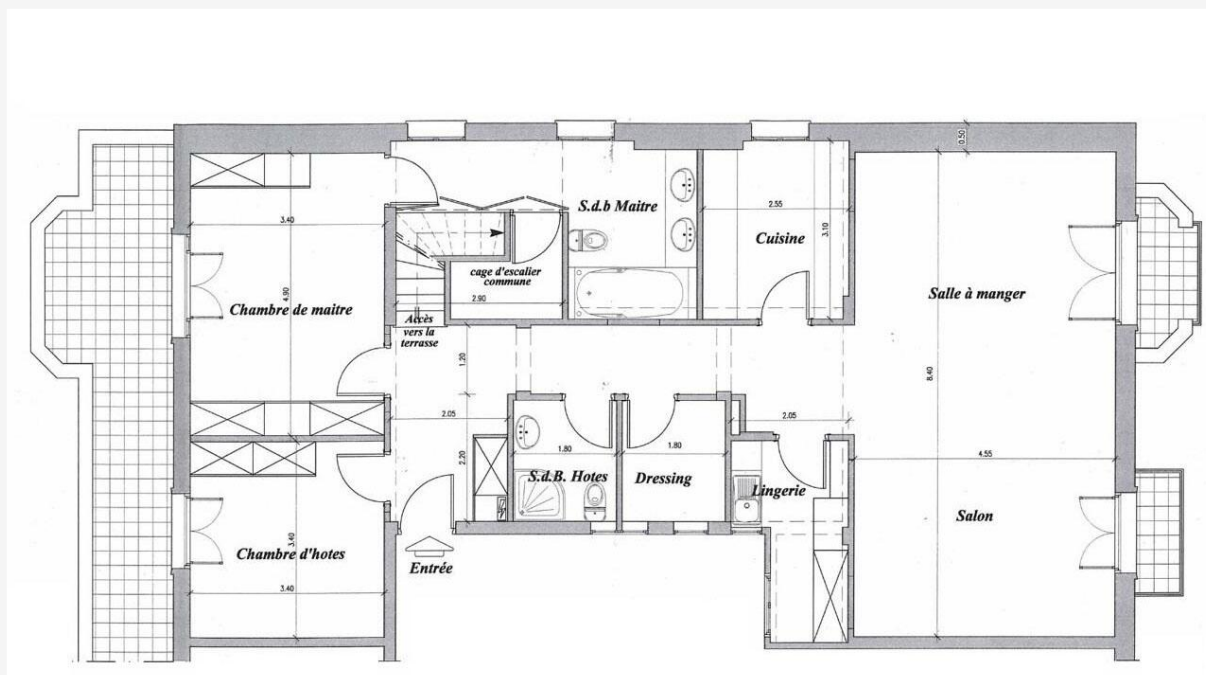 0.50
3.40
S.d.b Maitre
2.55
3.10
Cuisine
cage d'escalier
commune
2.90
Chambre de maitre
4.90
Accès
vers la
terrasse
Salle à manger
1.20
8.40
2.05
2.05
2.20
1.80
1.80
4.55
S.d.B. Hotes
Dressing
Lingerie
Salon
Chambre d'hotes
3.40
3.40
Entrée